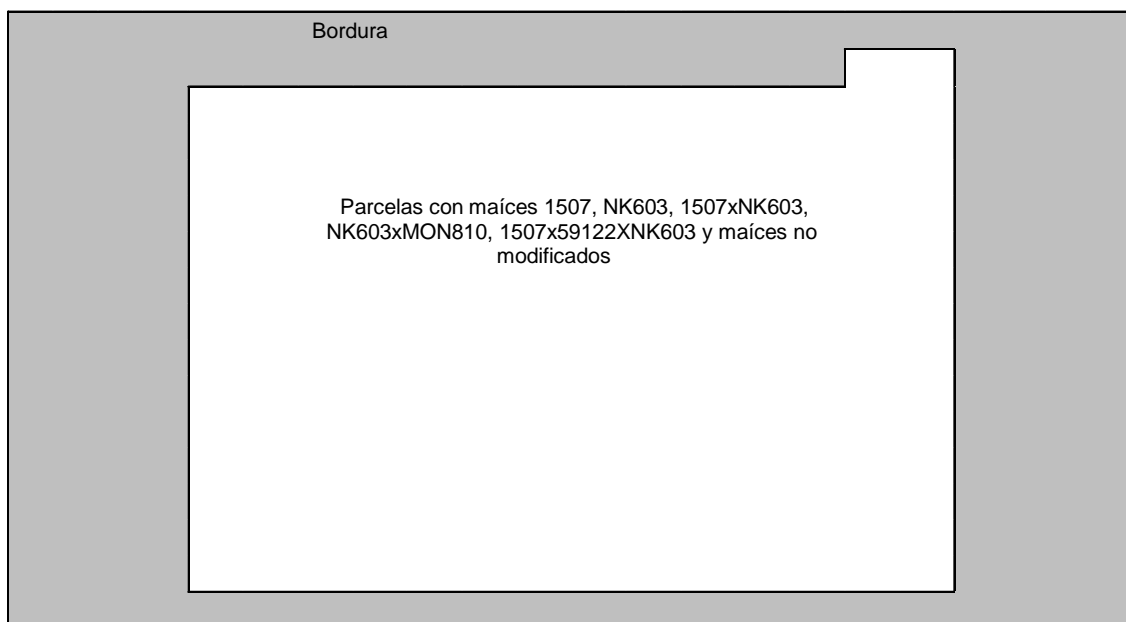 Bordura
Parcelas con maíces 1507, NK603, 1507xNK603,
NK603xMON810, 1507x59122XNK603 y maíces no
modificados